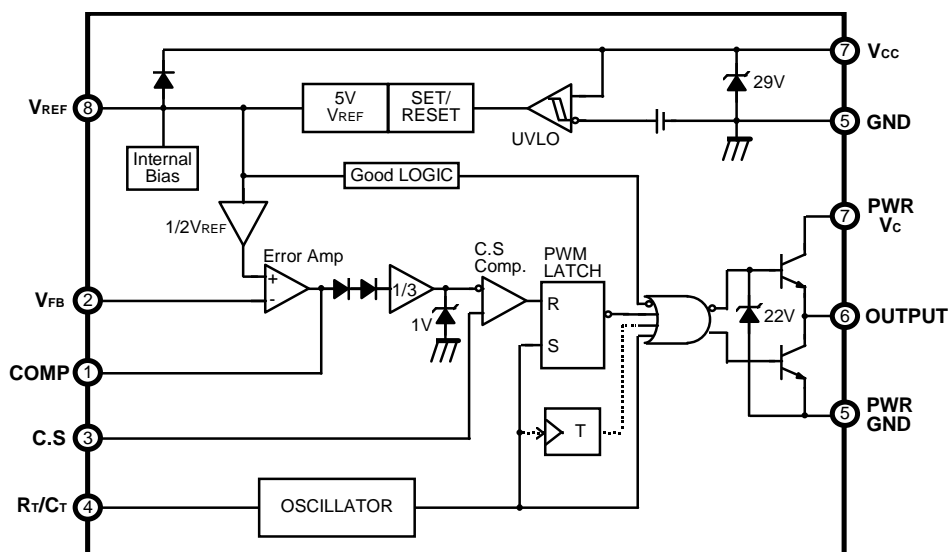 7
VCC
29V
VREF
8
5V
VREF
SET/
RESET
UVLO
5
GND
Internal
Bias
Good LOGIC
1/2VREF
7
PWR
VC
Error Amp
C.S
Comp.
PWM
LATCH
+
-
1/3
VFB
2
1V
R
S
22V
6
OUTPUT
COMP
1
5
PWR
GND
C.S
3
T
RT/CT
4
OSCILLATOR